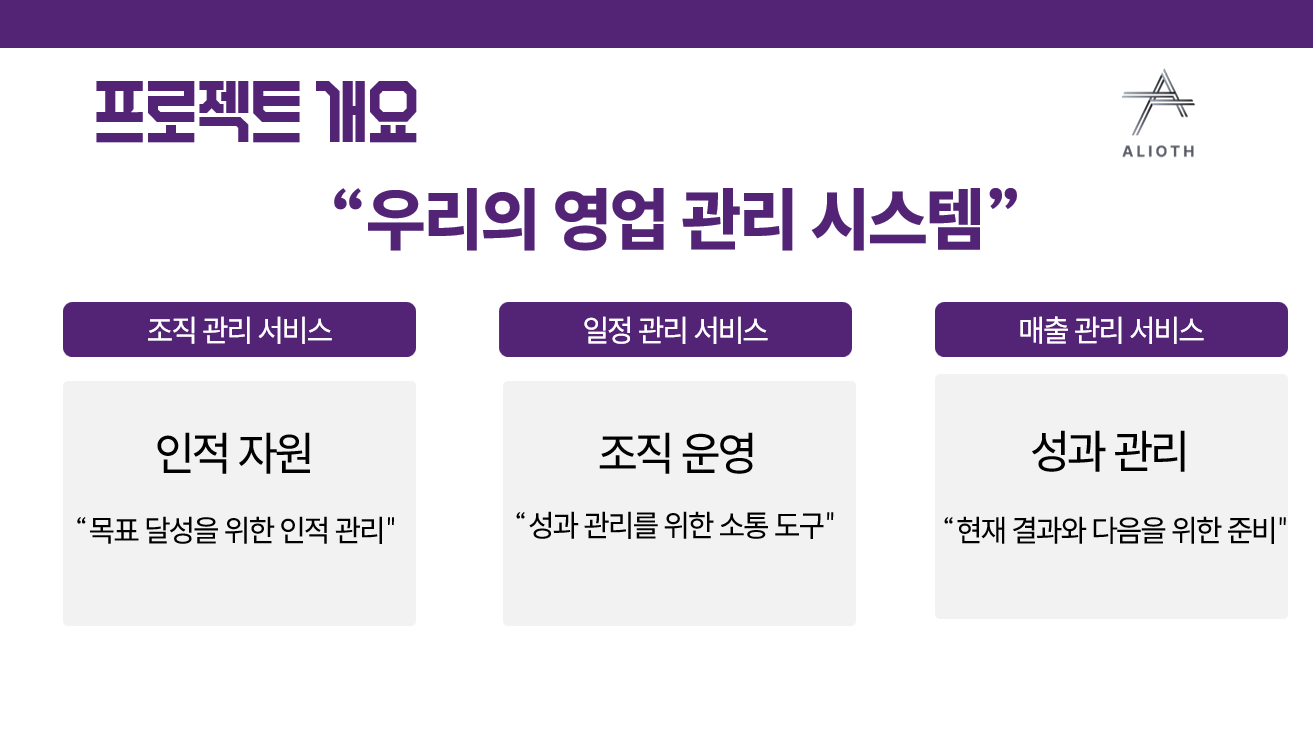 프로젝트 개요
ALIOTH
“우리의 영업 관리 시스템”
조직 관리 서비스
일정 관리 서비스
매출 관리 서비스
인적 자원
조직 운영
성과 관리
“목표 달성을 위한 인적 관리"
“성과 관리를 위한 소통 도구"
“현재 결과와 다음을 위한 준비"